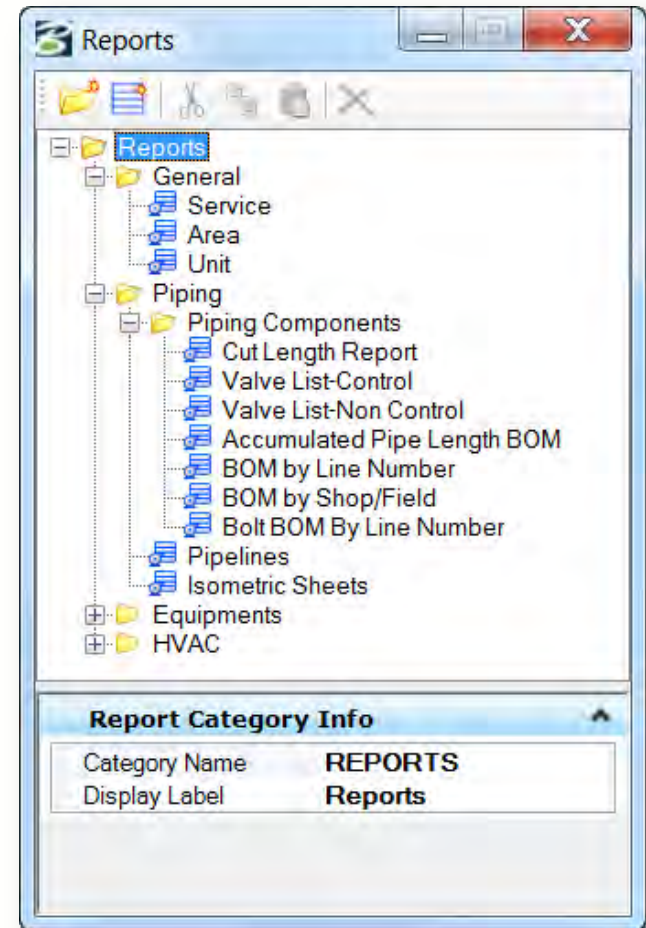 Reports
Reports
General
Service
Area
Unit
Piping
Piping Components
Cut Length Report
Valve List-Control
Valve List-Non Control
Accumulated Pipe Length BOM
BOM by Line Number
BOM by Shop/Field
Bolt BOM By Line Number
Pipelines
Isometric Sheets
Equipments
HVAC
Report Category Info
Category Name REPORTS
Display Label Reports